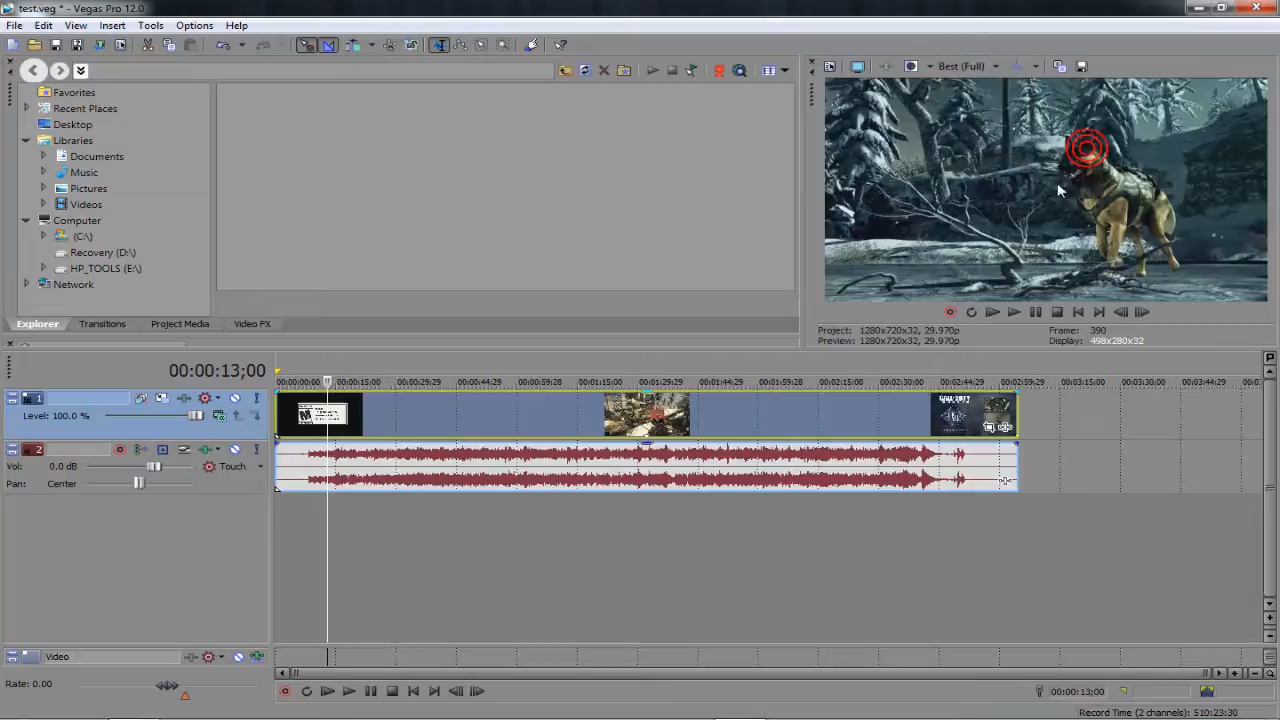 test.veg * - Vegas Pro 12.0
File Edit View Insert Tools Options Help
Best (Full)
Favorites
Recent Places
Desktop
Libraries
Documents
Music
Pictures
Videos
Computer
(C:\)
Recovery (D:\)
HP_TOOLS (E:\)
Network
Explorer Transitions Project Media Video FX
Project: 1280x720x32, 29.970p Frame: 390
Preview: 1280x720x32, 29.970p Display: 498x280x32
00:00:13;00
00:00:00;00 00:00:15;00 00:00:29;29 00:00:44;29 00:00:59;28 00:01:15;00 00:01:29;29 00:01:44;29 00:01:59;28 00:02:15;00 00:02:30;00 00:02:44;29 00:02:59;29 00:03:15;00 00:03:29;29 00:03:44;29 00:03:59;28
1
Level: 100.0 %
2
Vol: 0.0 dB Touch
Pan: Center
Video
Rate: 0.00
00:00:13;00
Record Time (2 channels): 510:23:30